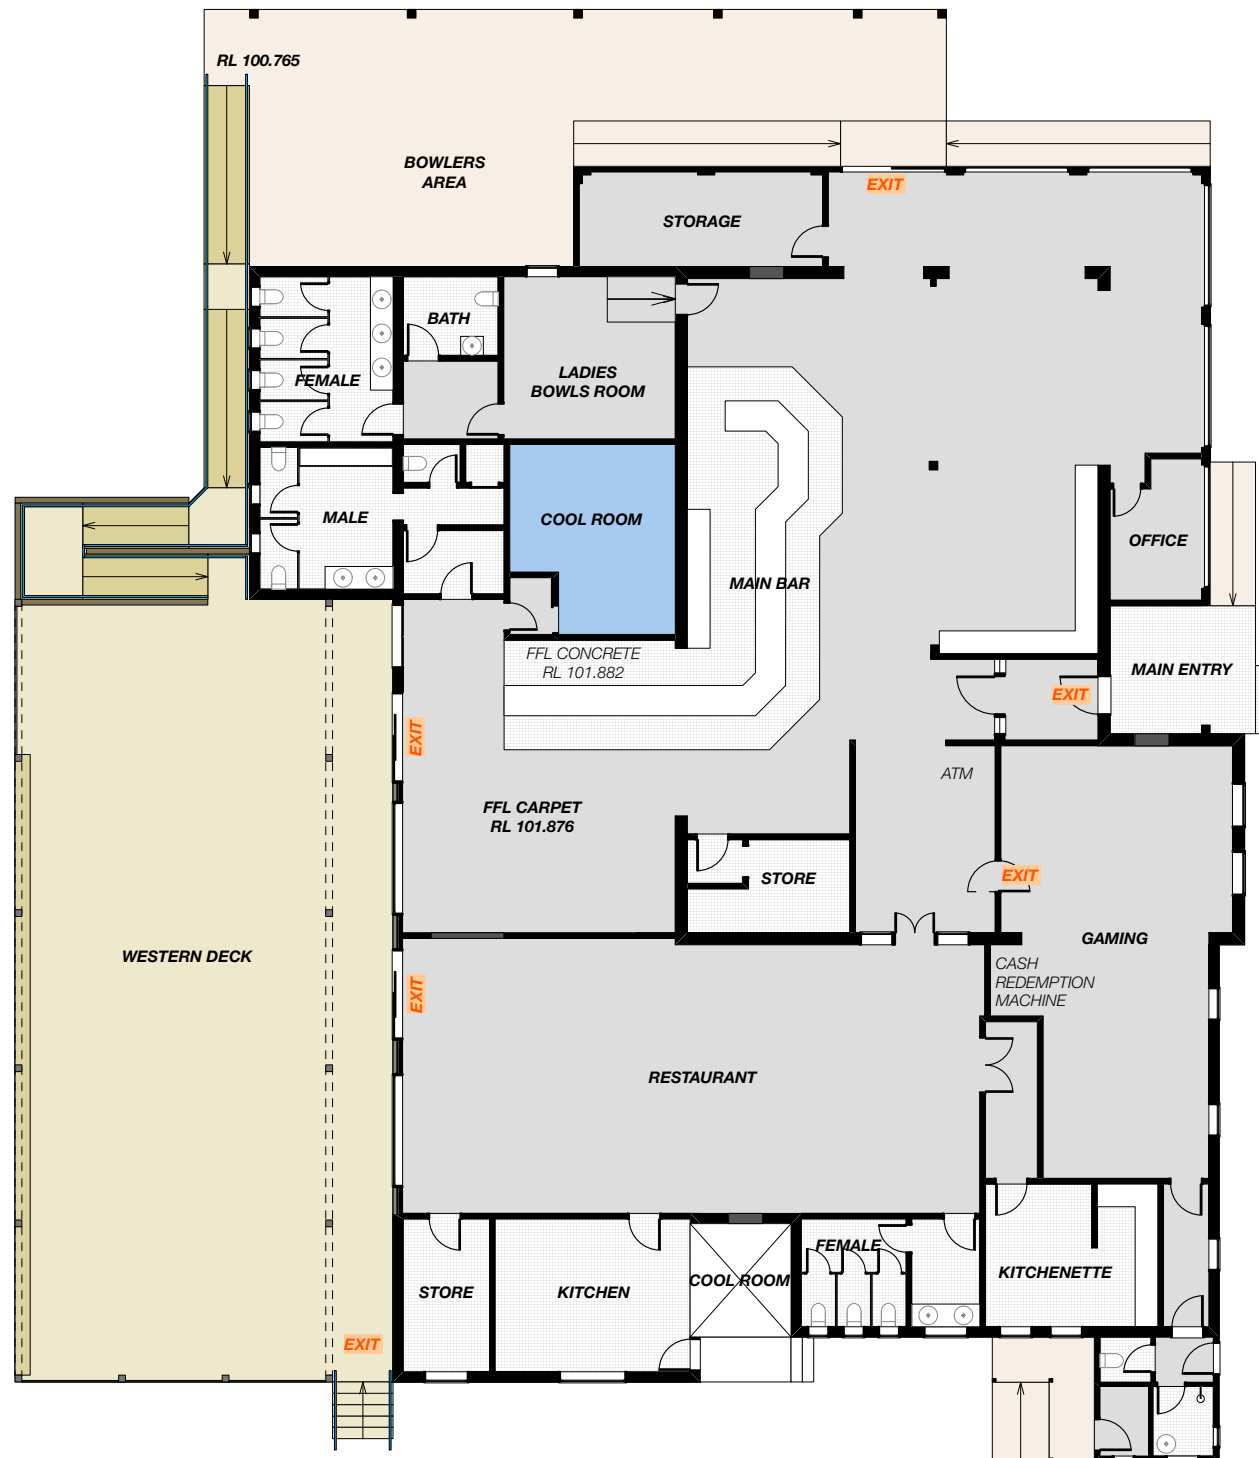 RL 100.765
BOWLERS
AREA
EXIT
STORAGE
BATH
FEMALE
LADIES
BOWLS ROOM
MALE
COOL ROOM
OFFICE
MAIN BAR
FFL CONCRETE
RL 101.882
MAIN ENTRY
EXIT
EXIT
ATM
FFL CARPET
RL 101.876
STORE
EXIT
WESTERN DECK
GAMING
CASH
REDEMPTION
MACHINE
EXIT
RESTAURANT
FEMALE
STORE
KITCHEN
COOL ROOM
KITCHENETTE
EXIT